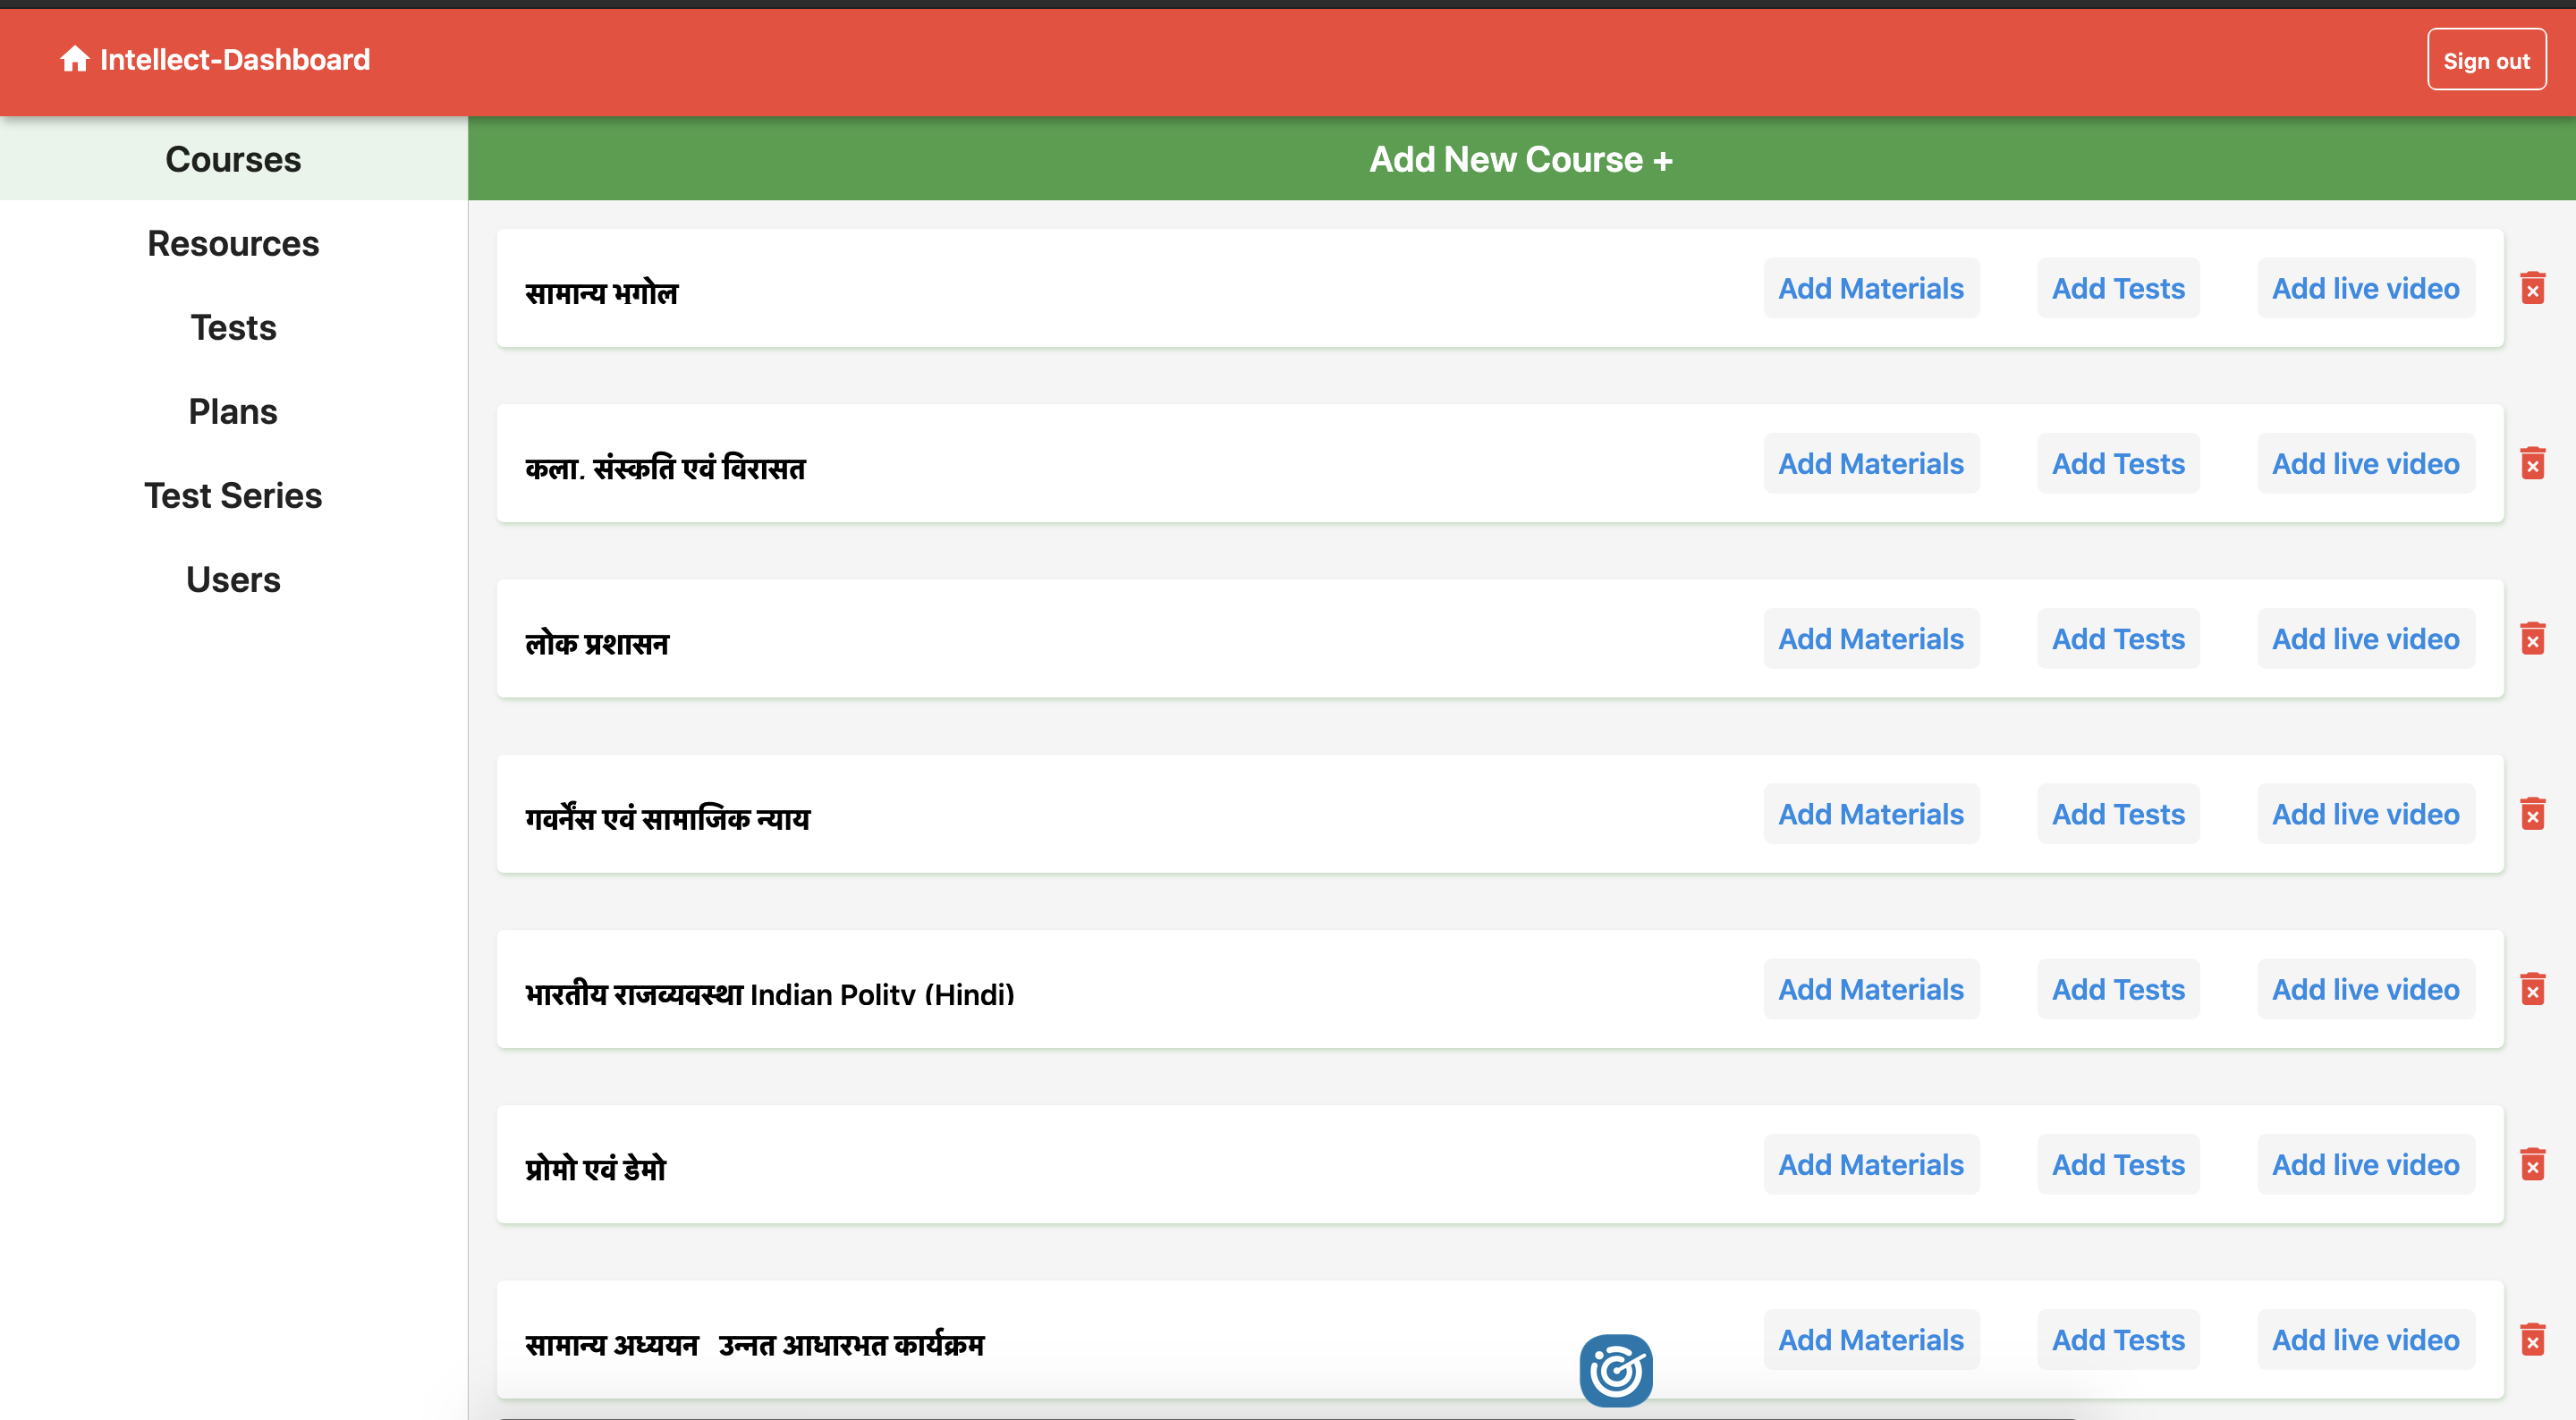 Intellect-Dashboard
Sign out
Courses
Resources
Tests
Plans
Test Series
Users
Add New Course +
सामान्य भूगोल Add Materials Add Tests Add live video
कला, संस्कृति एवं विरासत Add Materials Add Tests Add live video
लोक प्रशासन Add Materials Add Tests Add live video
गवर्नेंस एवं सामाजिक न्याय Add Materials Add Tests Add live video
भारतीय राजव्यवस्था Indian Polity (Hindi) Add Materials Add Tests Add live video
प्रोमो एवं डेमो Add Materials Add Tests Add live video
सामान्य अध्ययन उन्नत आधारभूत कार्यक्रम Add Materials Add Tests Add live video